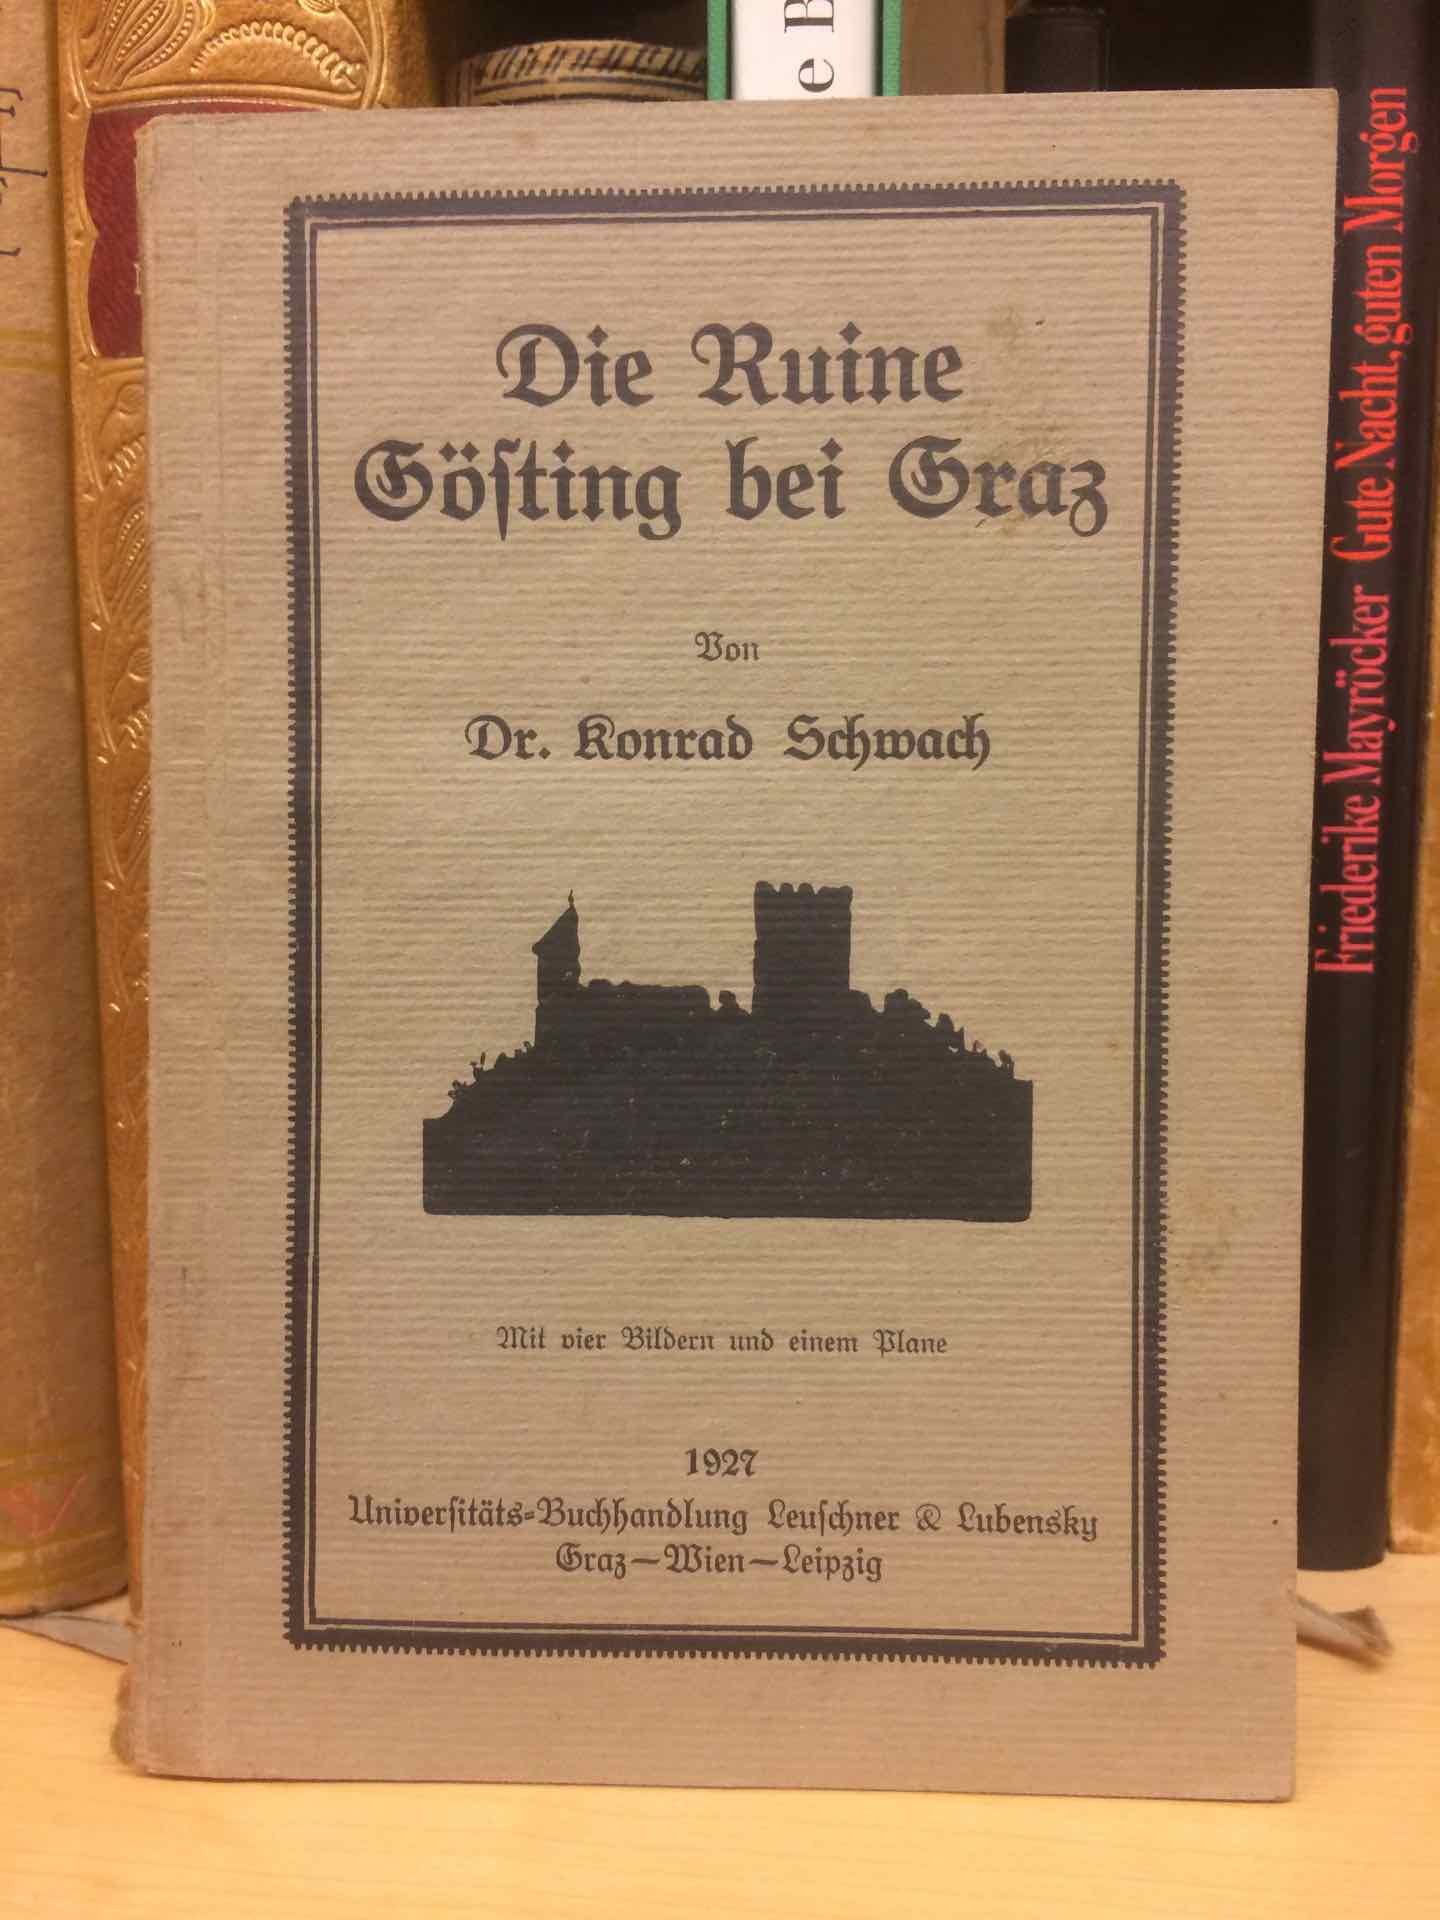 Die Ruine
Gösting bei Graz
Von
Dr. Konrad Schwach
Mit vier Bildern und einem Plane
1927
Universitäts-Buchhandlung Leuschner & Lubensky
Graz—Wien—Leipzig
Friederike Mayröcker Gute Nacht, guten Morgen
e B